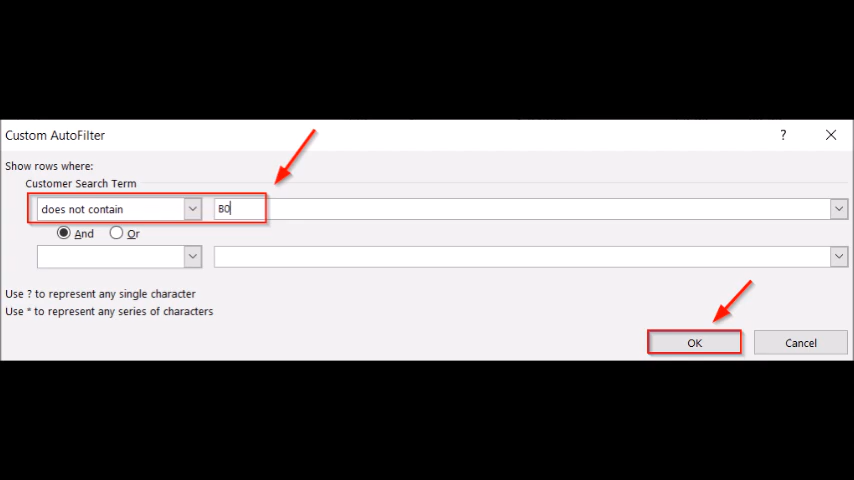 Custom AutoFilter ?
Show rows where:
Customer Search Term
does not contain B0
And Or
Use ? to represent any single character
Use * to represent any series of characters
OK Cancel